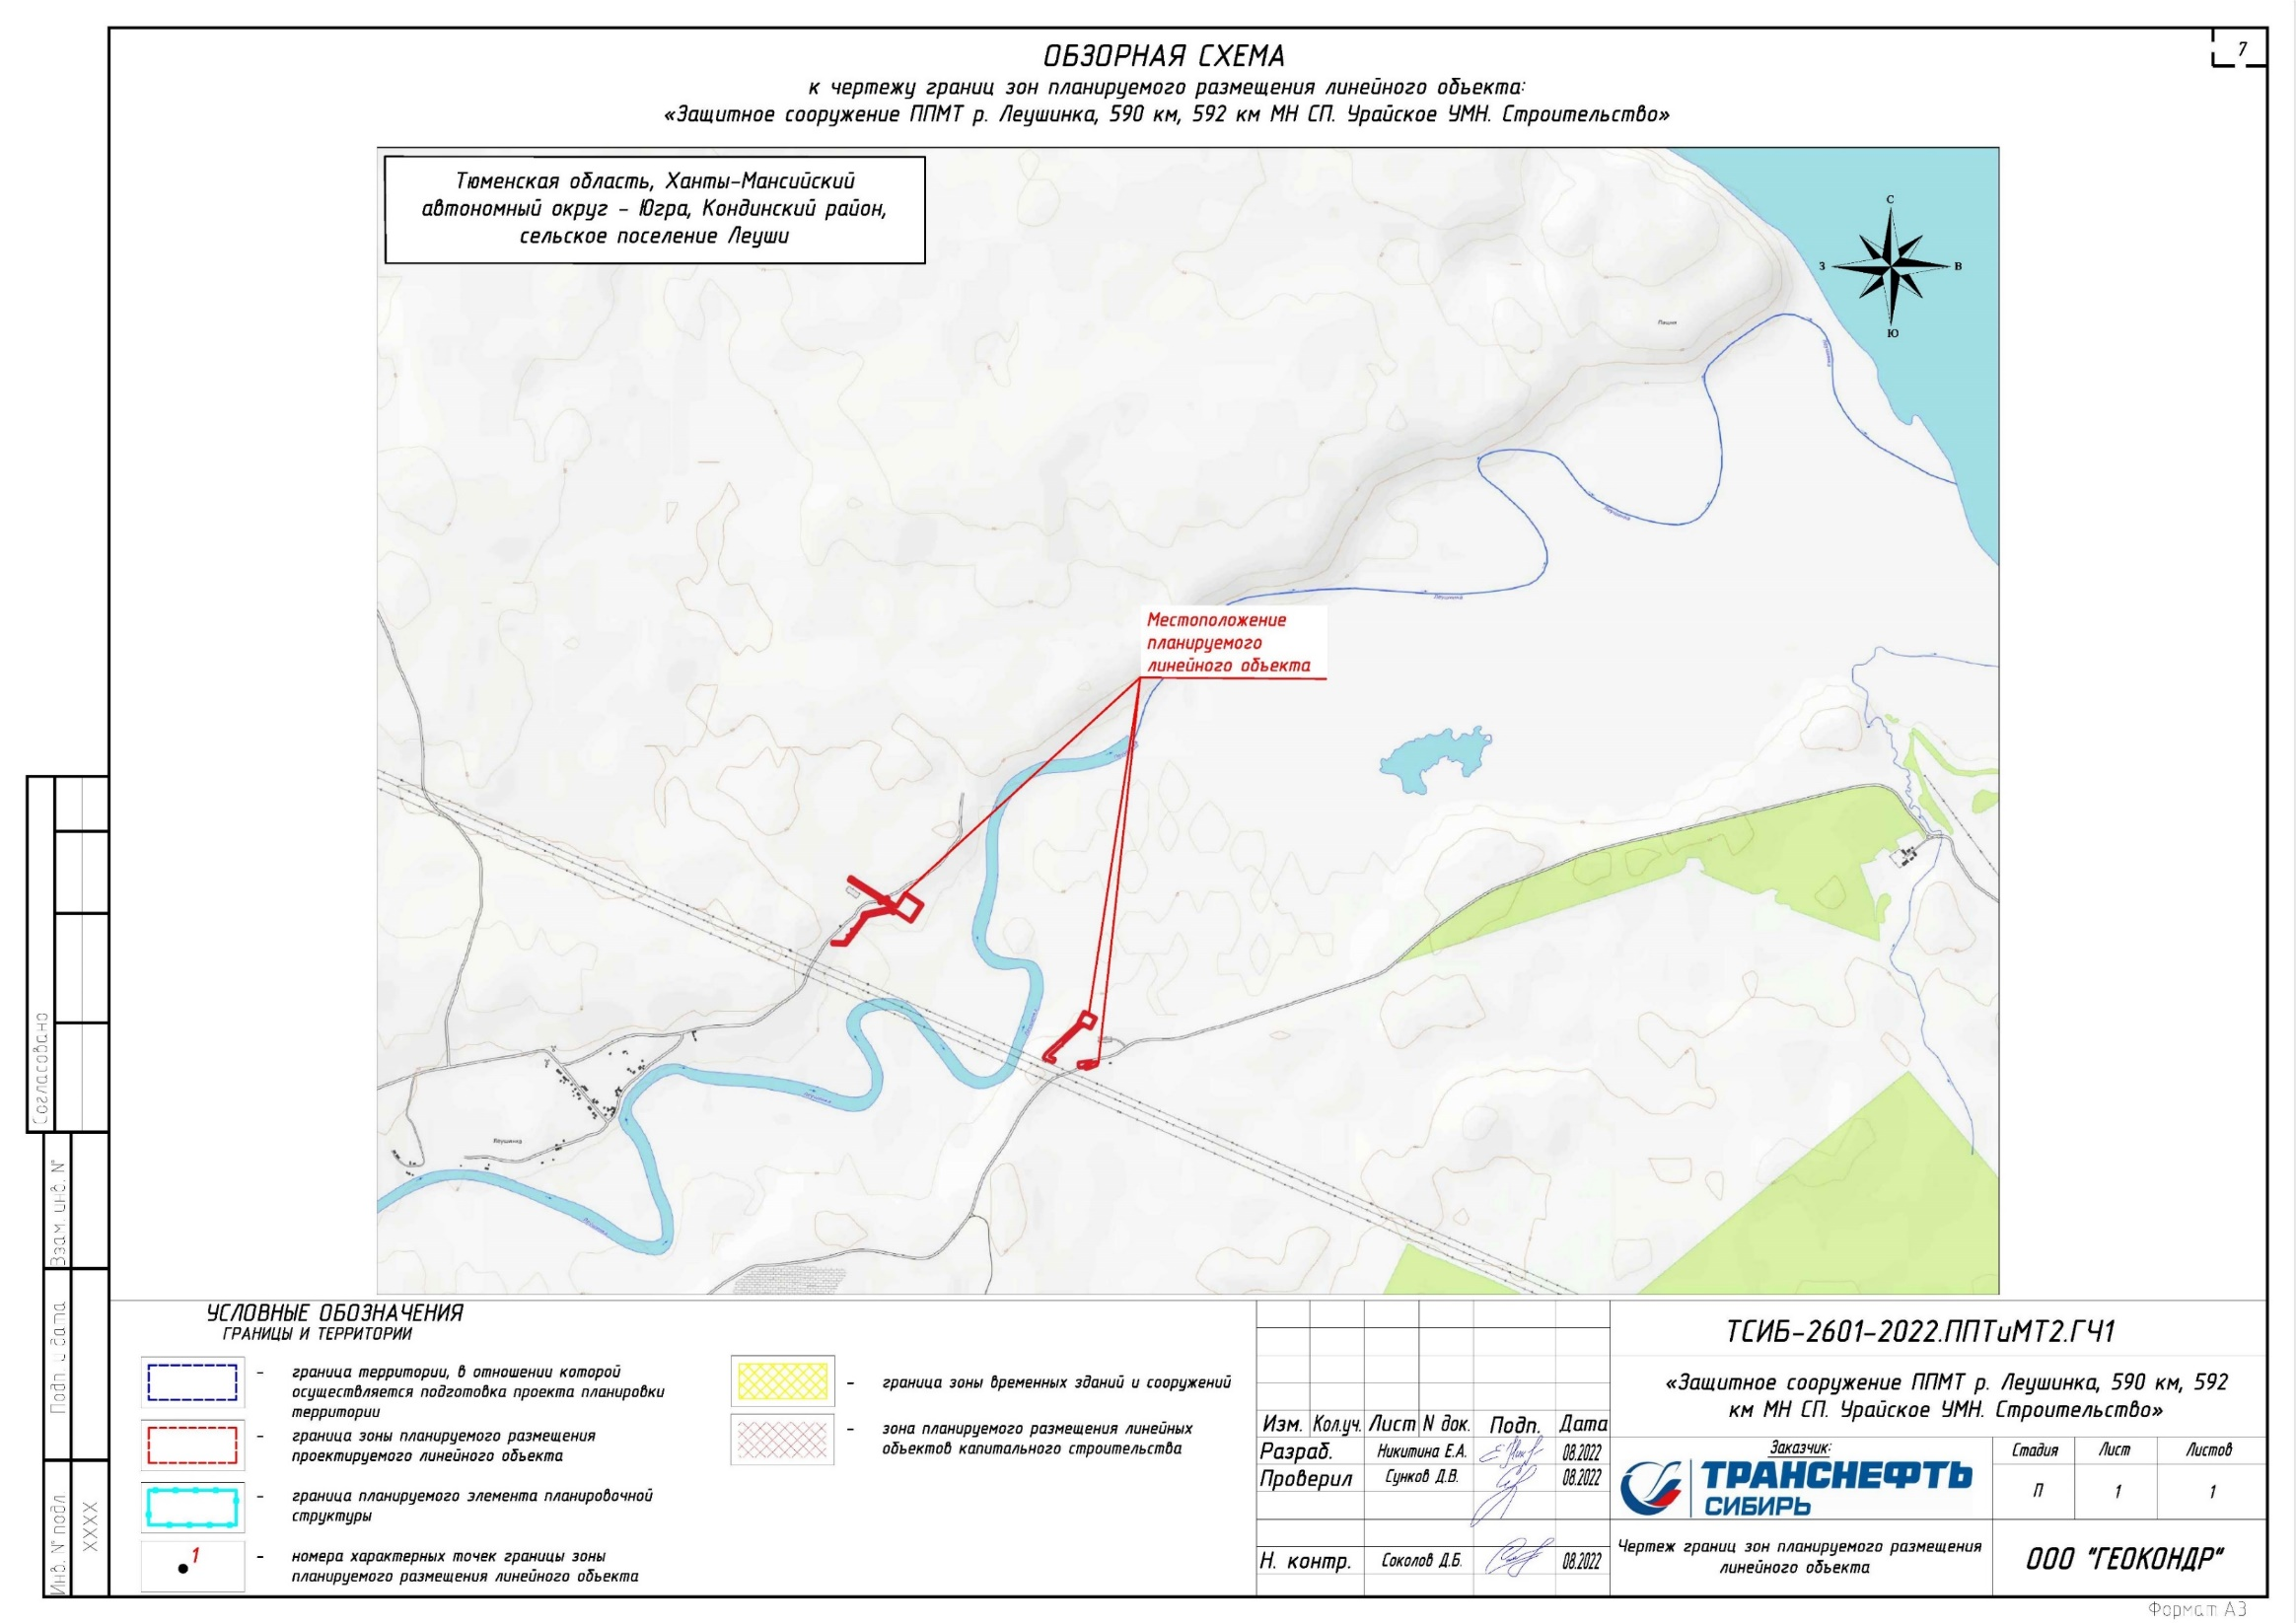 7
ОБЗОРНАЯ СХЕМА
к чертежу границ зон планируемого размещения линейного объекта:
«Защитное сооружение ППМТ р. Леушинка, 590 км, 592 км МН СП. Урайское УМН. Строительство»
Тюменская область, Ханты-Мансийский
автономный округ - Югра, Кондинский район,
сельское поселение Леуши
С
З
В
Ю
Местоположение
планируемого
линейного объекта
Леушинка
Согласовано
Взам. инв. №
Подп. и дата
Инв. № подл
XXXX
УСЛОВНЫЕ ОБОЗНАЧЕНИЯ
ГРАНИЦЫ И ТЕРРИТОРИИ
- граница территории, в отношении которой
осуществляется подготовка проекта планировки
территории
- граница зоны планируемого размещения
проектируемого линейного объекта
- граница планируемого элемента планировочной
структуры
1
- номера характерных точек границы зоны
планируемого размещения линейного объекта
- граница зоны временных зданий и сооружений
- зона планируемого размещения линейных
объектов капитального строительства
ТСИБ-2601-2022.ППТиМТ2.ГЧ1
«Защитное сооружение ППМТ р. Леушинка, 590 км, 592
км МН СП. Урайское УМН. Строительство»
Изм. Кол.уч. Лист N док. Подп. Дата
Разраб. Никитина Е.А. 08.2022
Проверил Сунков Д.В. 08.2022
Н. контр. Соколов Д.Б. 08.2022
Заказчик:
ТРАНСНЕФТЬ
СИБИРЬ
Стадия Лист Листов
П 1 1
Чертеж границ зон планируемого размещения
линейного объекта
ООО "ГЕОКОНДР"
Формат А3